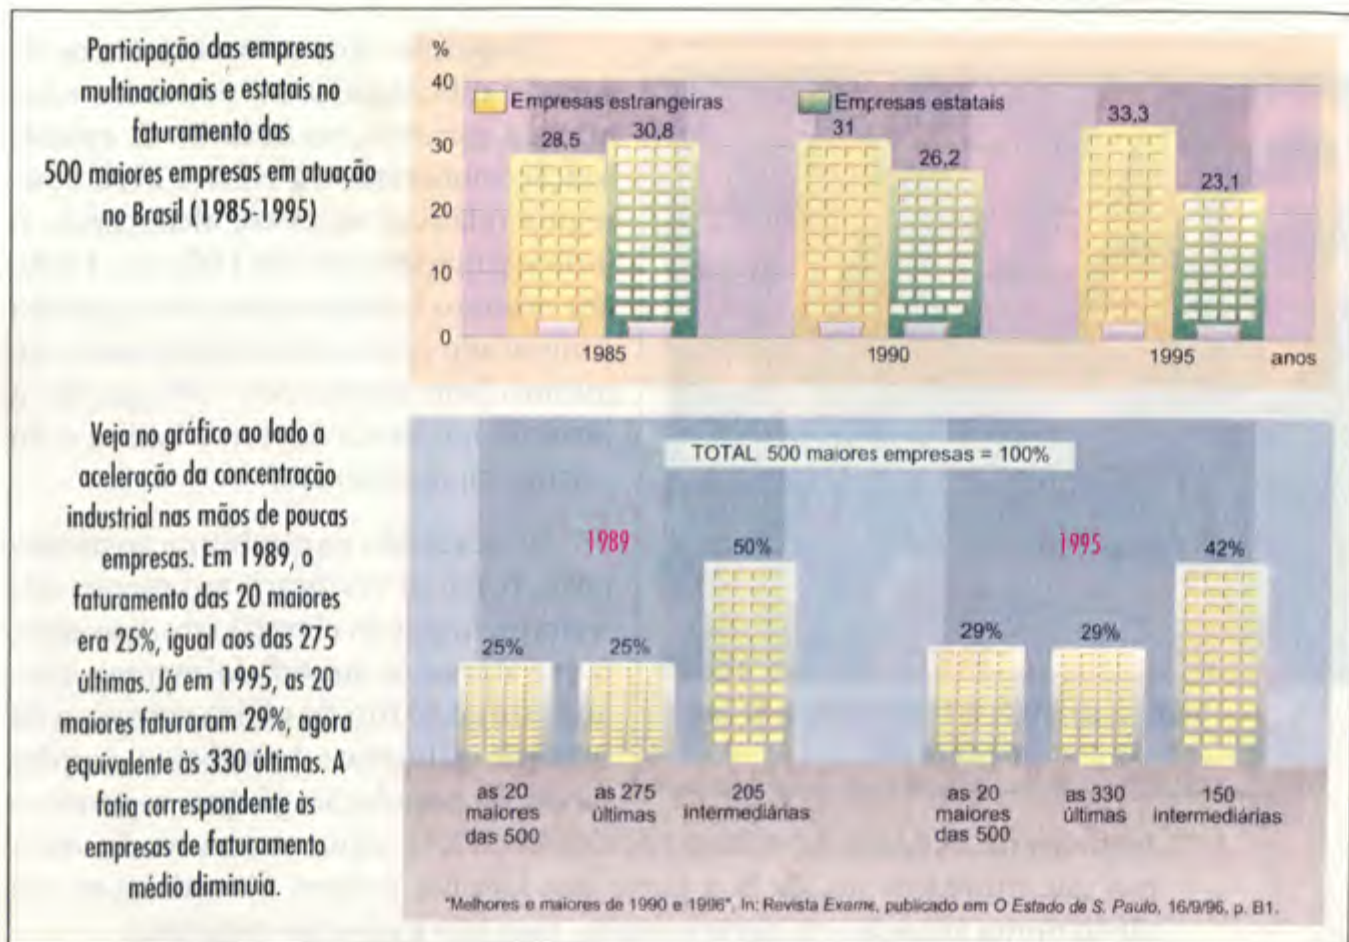 Participação das empresas
multinacionais e estatais no
faturamento das
500 maiores empresas em atuação
no Brasil (1985-1995)
%
40
30
20
10
0
Empresas estrangeiras
Empresas estatais
28,5
30,8
31
26,2
33,3
23,1
1985
1990
1995
anos
Veja no gráfico ao lado a
aceleração da concentração
industrial nas mãos de poucas
empresas. Em 1989, o
faturamento das 20 maiores
era 25%, igual aos das 275
últimas. Já em 1995, as 20
maiores faturaram 29%, agora
equivalente às 330 últimas. A
fatia correspondente às
empresas de faturamento
médio diminuia.
TOTAL 500 maiores empresas = 100%
1989
25%
25%
50%
as 20
maiores
das 500
as 275
últimas
205
intermediárias
1995
29%
29%
42%
as 20
maiores
das 500
as 330
últimas
150
intermediárias
"Melhores e maiores de 1990 e 1996", In: Revista Exame, publicado em O Estado de S. Paulo, 16/9/96, p. B1.